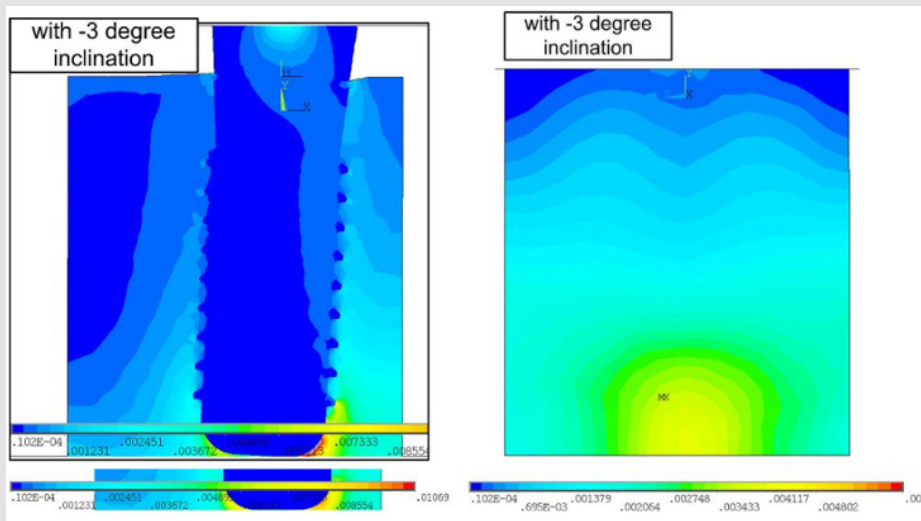 with -3 degree
inclination
with -3 degree
inclination
Y
X
Y
X
MX
.102E-04 .002451 .007333
.001231 .003672 .008554
.102E-04 .002451 .01069
.001231 .003672 .008554
.102E-04 .001379 .002748 .004117
.695E-03 .002064 .003433 .004802